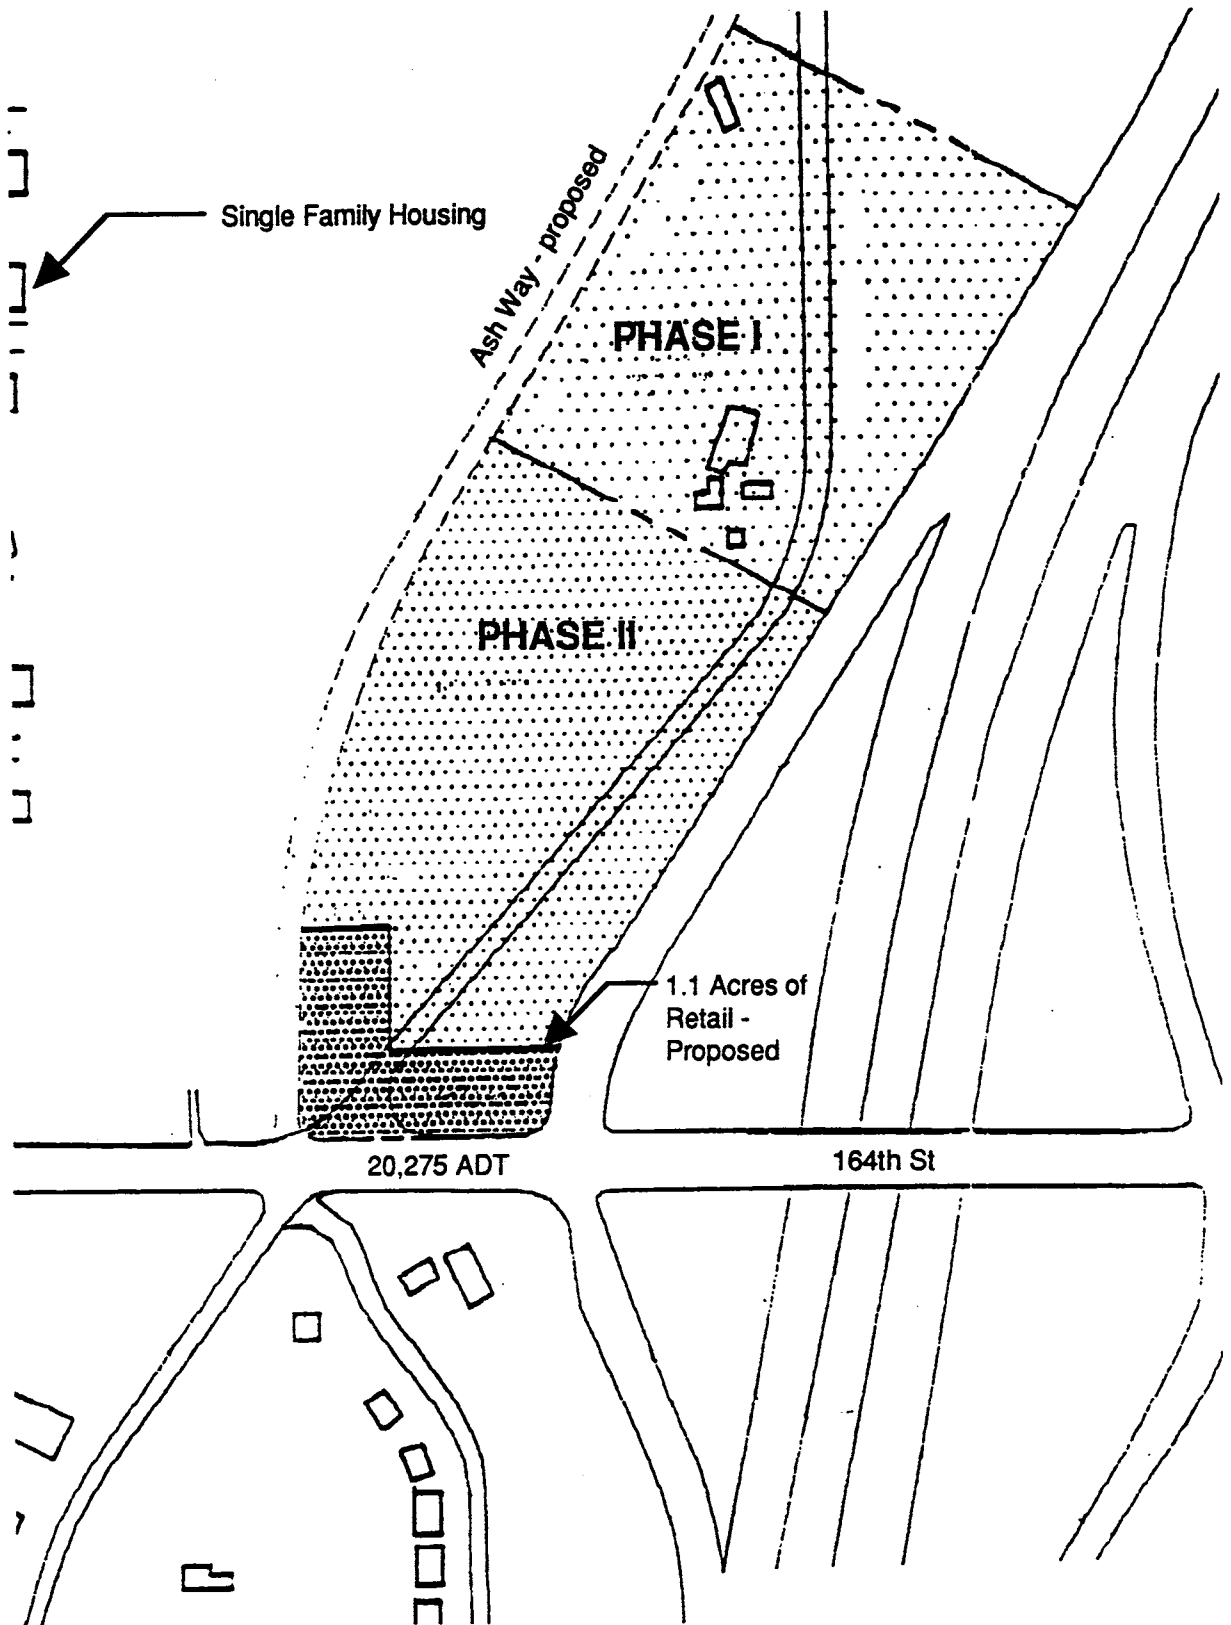 Single Family Housing
Ash Way - proposed
PHASE I
PHASE II
1.1 Acres of
Retail -
Proposed
20,275 ADT
164th St